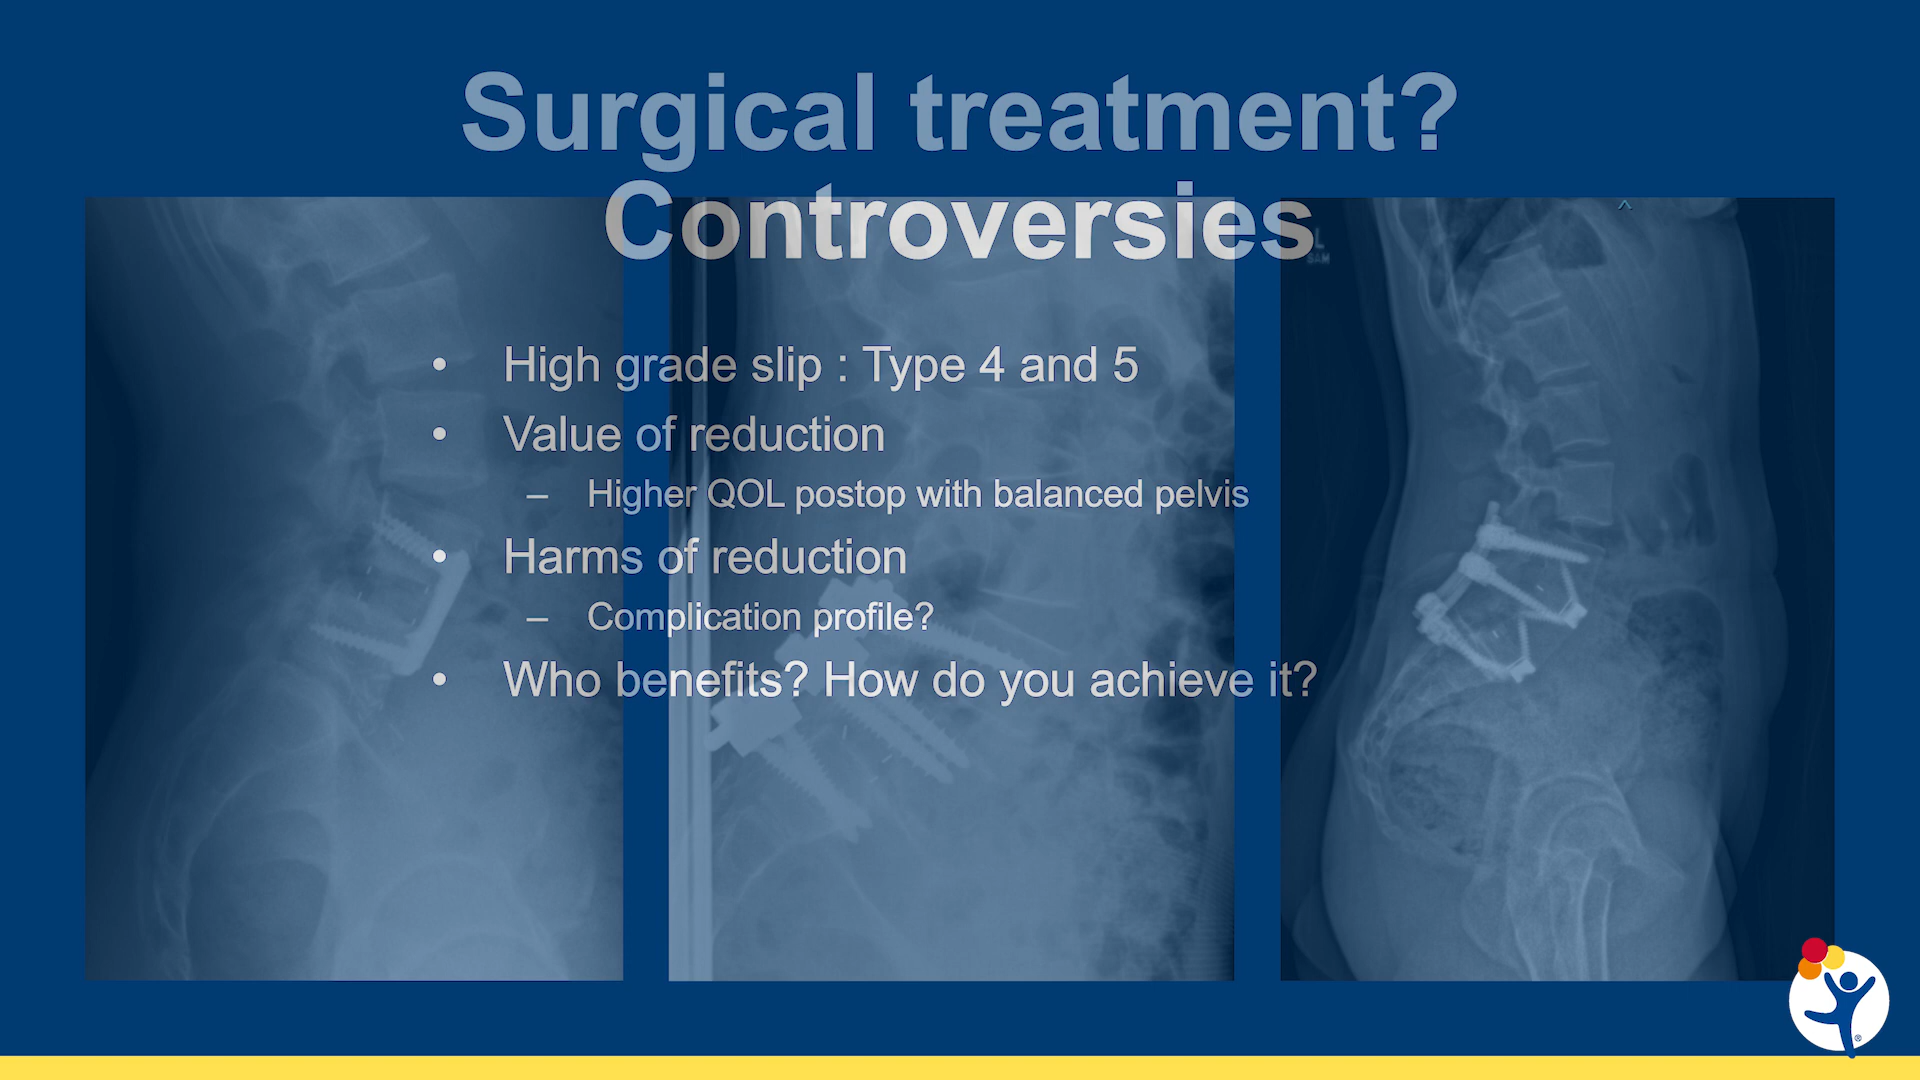 Surgical treatment?
Controversies
L
SAM
• High grade slip : Type 4 and 5
• Value of reduction
– Higher QOL postop with balanced pelvis
• Harms of reduction
– Complication profile?
• Who benefits? How do you achieve it?
®